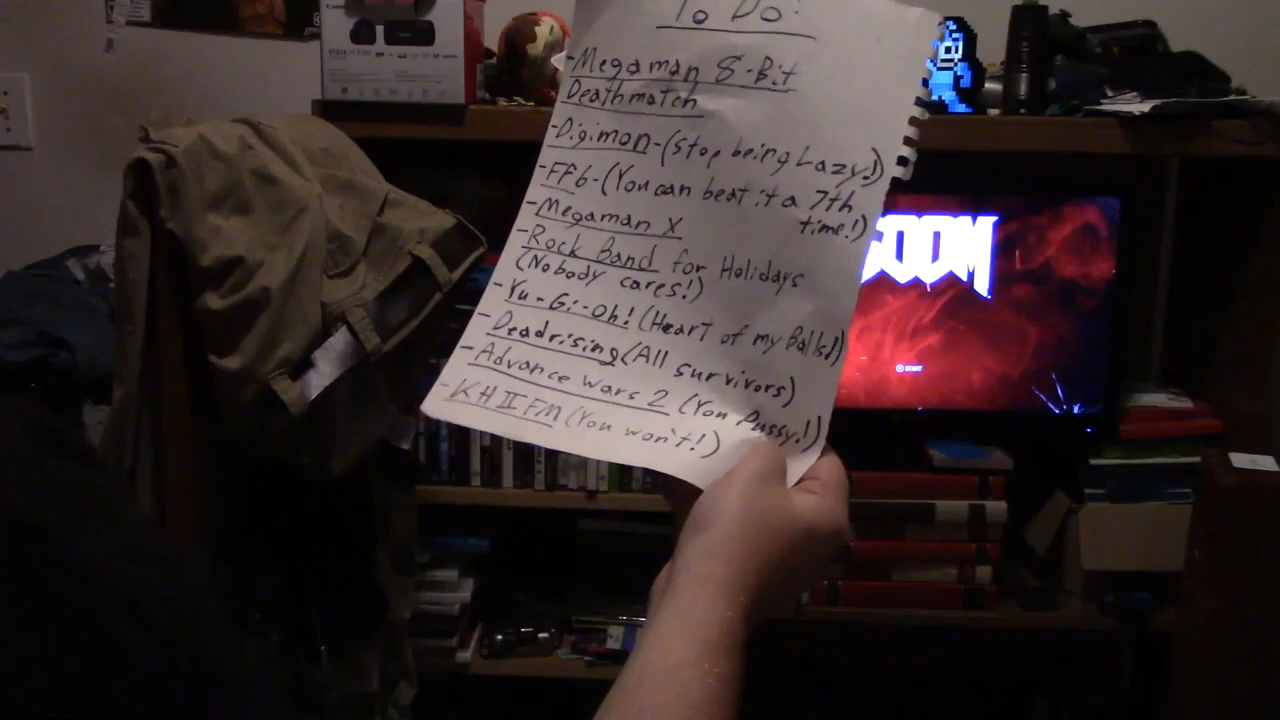 Canon
To Do:
-Megaman 8-Bit
Deathmatch
-Digimon-(Stop being Lazy!)
-FF6-(You can beat it a 7th
time!)
-Megaman X
-Rock Band for Holidays
(Nobody cares!)
-Yu-Gi-Oh! (Heart of my Balls!)
-Deadrising (All survivors)
-Advance Wars 2 (You Pussy!)
-KH II FM (You won't!)
DOOM
START